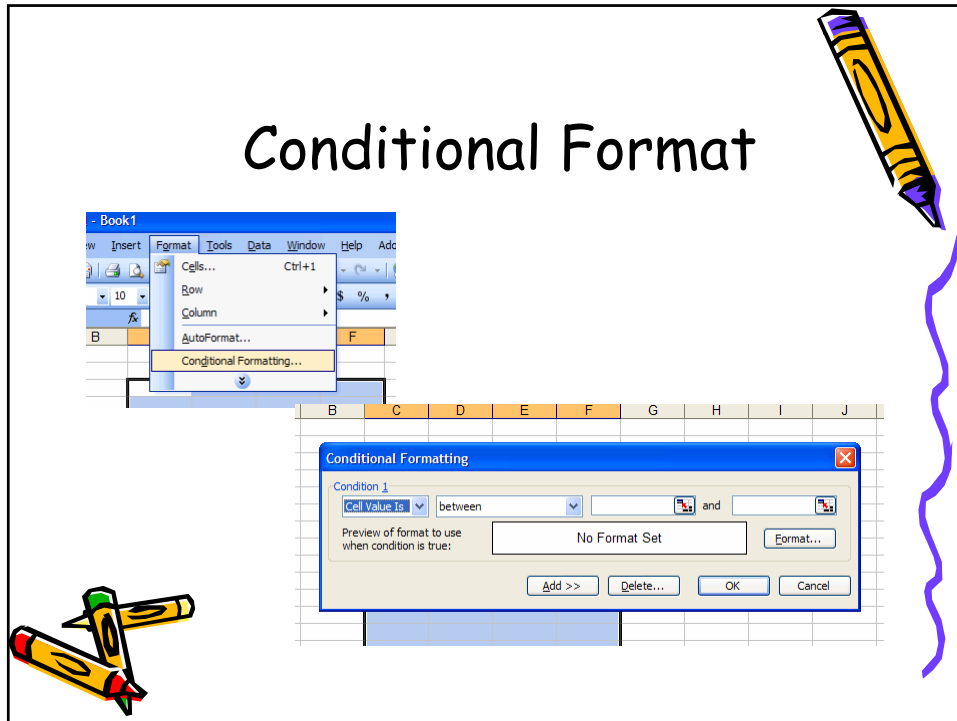 Conditional Format
- Book1
ew Insert Format Tools Data Window Help Ado
Cells... Ctrl+1
10 Row $ % ,
Column
fx
B AutoFormat... F
Conditional Formatting...
B C D E F G H I J
Conditional Formatting
Condition 1
Cell Value Is between and
Preview of format to use
when condition is true:
No Format Set Format...
Add >> Delete... OK Cancel